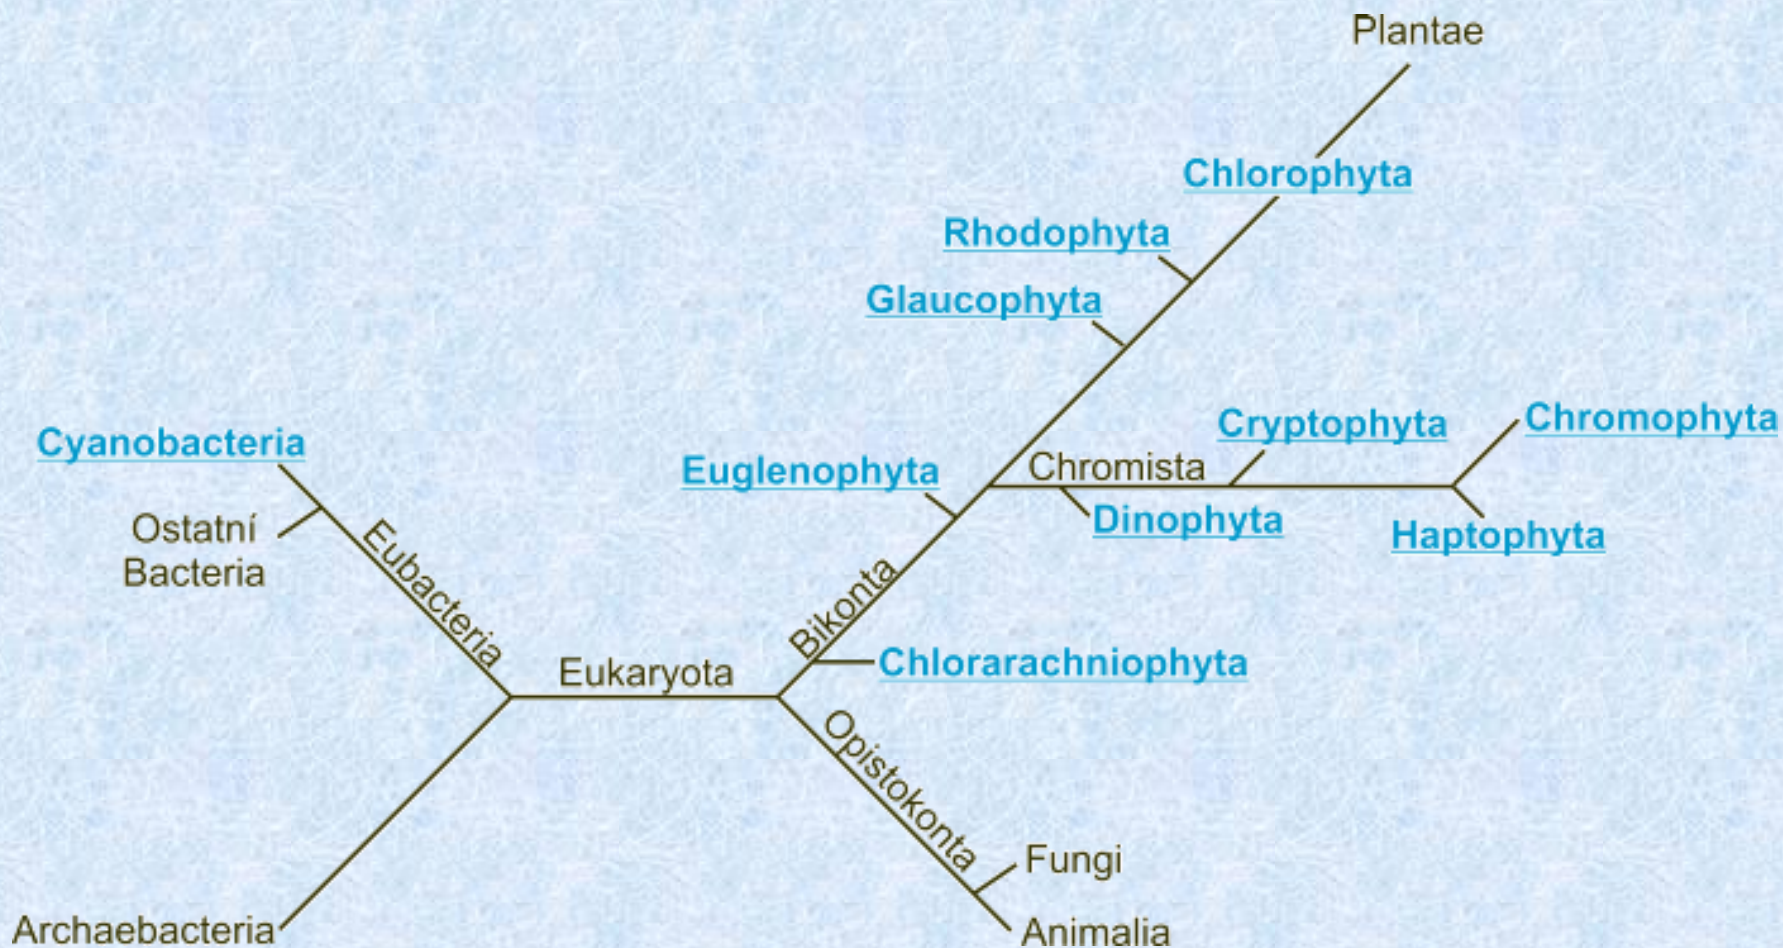 Plantae
Chlorophyta
Rhodophyta
Glaucophyta
Chromophyta
Cryptophyta
Cyanobacteria
Chromista
Euglenophyta
Dinophyta
Ostatní
Bacteria
Haptophyta
Eubacteria
Bikonta
Chlorarachniophyta
Eukaryota
Opistokonta
Fungi
Archaebacteria
Animalia